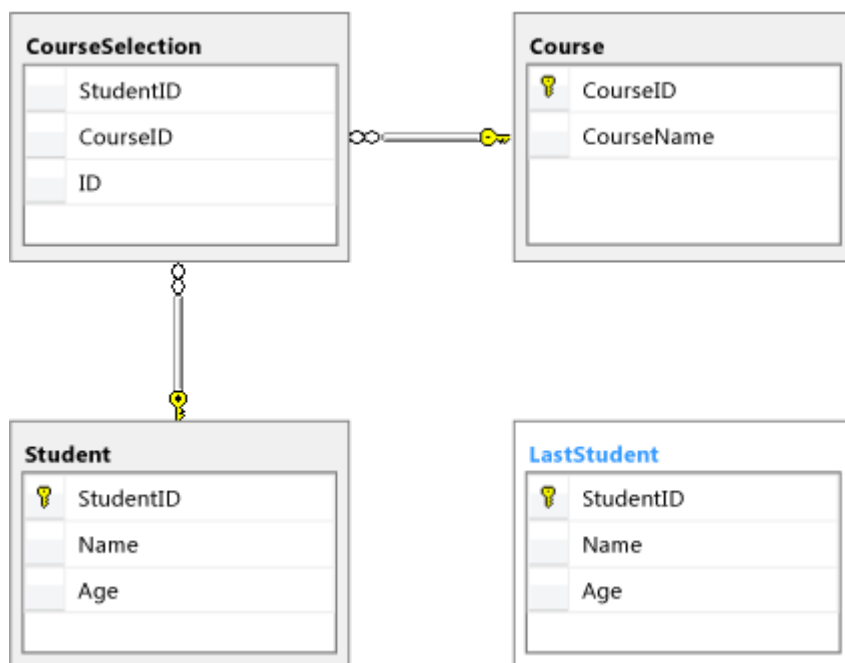 CourseSelection
StudentID
CourseID
ID
Course
CourseID
CourseName
Student
StudentID
Name
Age
LastStudent
StudentID
Name
Age